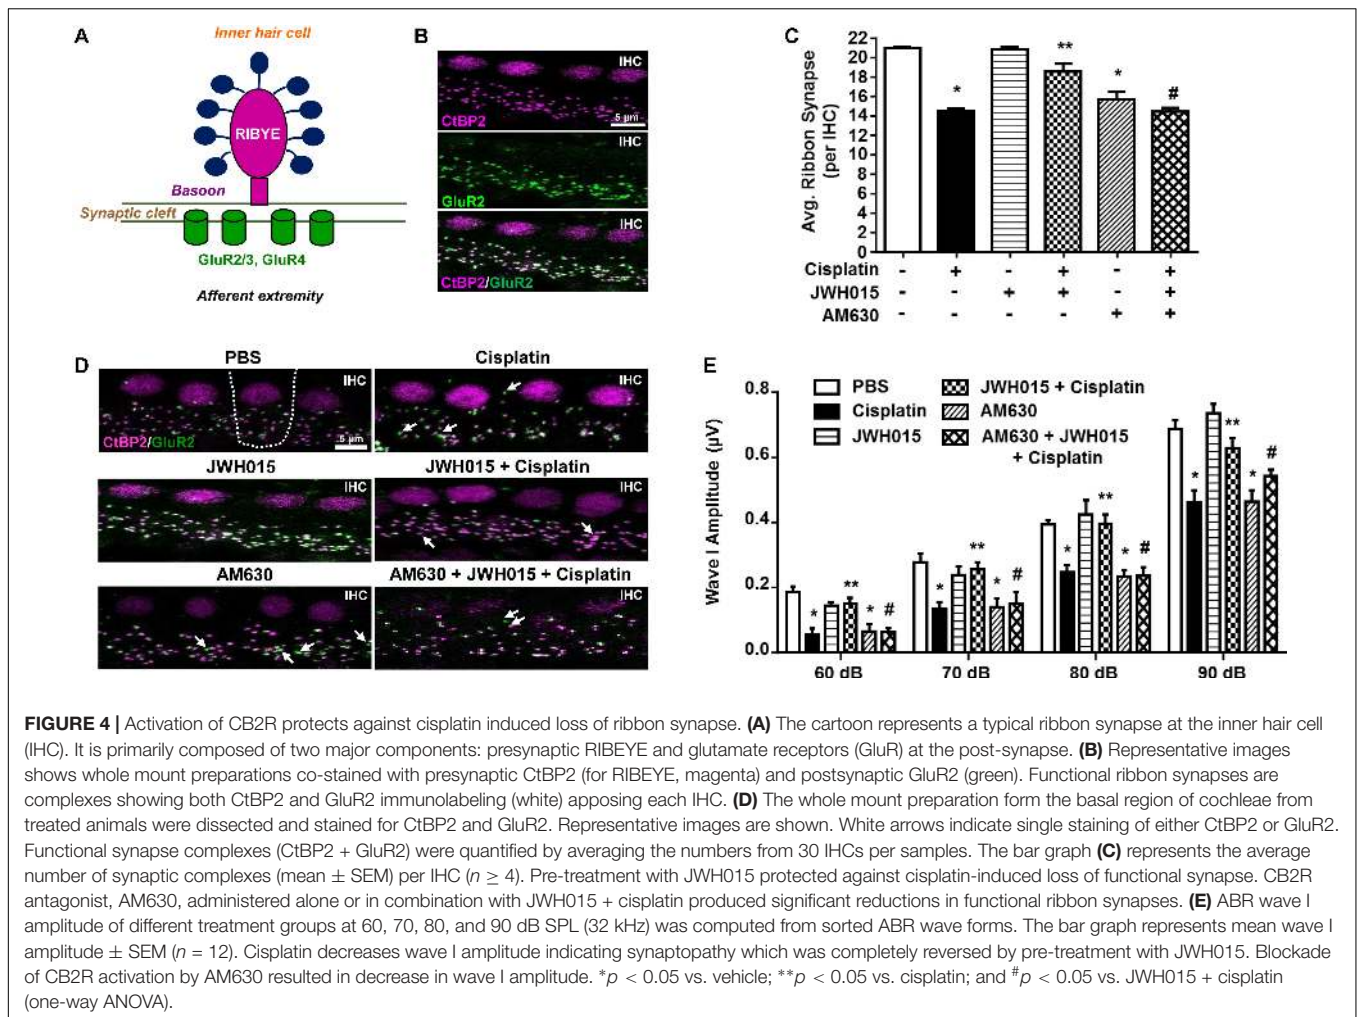 A
Inner hair cell
RIBYE
Basoon
Synaptic cleft
GluR2/3, GluR4
Afferent extremity
B
IHC
CtBP2
5 µm
IHC
GluR2
IHC
CtBP2/GluR2
C
Avg. Ribbon Synapse
(per IHC)
22
20
18
16
14
12
10
8
6
4
2
0
* ** * #
Cisplatin - + - + - +
JWH015 - - + + - +
AM630 - - - - + +
D
PBS
IHC
CtBP2/GluR2
5 µm
Cisplatin
IHC
JWH015
IHC
JWH015 + Cisplatin
IHC
AM630
IHC
AM630 + JWH015 + Cisplatin
IHC
E
PBS
Cisplatin
JWH015
JWH015 + Cisplatin
AM630
AM630 + JWH015
+ Cisplatin
Wave I Amplitude (µV)
0.8
0.6
0.4
0.2
0.0
* ** * #
* ** * #
* ** * #
* ** * #
60 dB 70 dB 80 dB 90 dB
FIGURE 4 | Activation of CB2R protects against cisplatin induced loss of ribbon synapse. (A) The cartoon represents a typical ribbon synapse at the inner hair cell
(IHC). It is primarily composed of two major components: presynaptic RIBEYE and glutamate receptors (GluR) at the post-synapse. (B) Representative images
shows whole mount preparations co-stained with presynaptic CtBP2 (for RIBEYE, magenta) and postsynaptic GluR2 (green). Functional ribbon synapses are
complexes showing both CtBP2 and GluR2 immunolabeling (white) apposing each IHC. (D) The whole mount preparation form the basal region of cochleae from
treated animals were dissected and stained for CtBP2 and GluR2. Representative images are shown. White arrows indicate single staining of either CtBP2 or GluR2.
Functional synapse complexes (CtBP2 + GluR2) were quantified by averaging the numbers from 30 IHCs per samples. The bar graph (C) represents the average
number of synaptic complexes (mean ± SEM) per IHC (n ≥ 4). Pre-treatment with JWH015 protected against cisplatin-induced loss of functional synapse. CB2R
antagonist, AM630, administered alone or in combination with JWH015 + cisplatin produced significant reductions in functional ribbon synapses. (E) ABR wave I
amplitude of different treatment groups at 60, 70, 80, and 90 dB SPL (32 kHz) was computed from sorted ABR wave forms. The bar graph represents mean wave I
amplitude ± SEM (n = 12). Cisplatin decreases wave I amplitude indicating synaptopathy which was completely reversed by pre-treatment with JWH015. Blockade
of CB2R activation by AM630 resulted in decrease in wave I amplitude. *p < 0.05 vs. vehicle; **p < 0.05 vs. cisplatin; and #p < 0.05 vs. JWH015 + cisplatin
(one-way ANOVA).